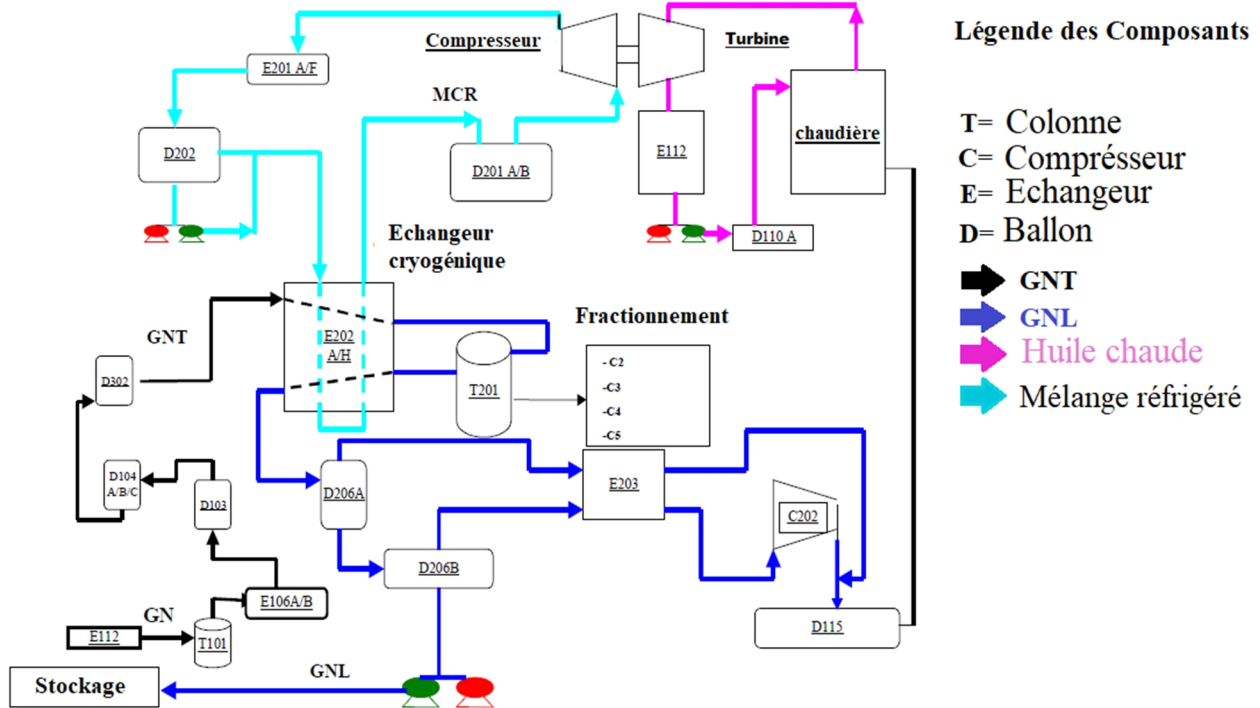 Compresseur
Turbine
Légende des Composants
E201 A/F
MCR
chaudière
T= Colonne
D202
E112
D201 A/B
C= Comprésseur
E= Echangeur
D= Ballon
D110 A
Echangeur
cryogénique
GNT
GNL
Huile chaude
Mélange réfrigéré
GNT
E202
A/H
Fractionnement
- C2
-C3
-C4
-C5
D302
T201
D104
A/B/C
D103
D206A
E203
C202
D206B
E106A/B
GN
E112
T101
D115
GNL
Stockage